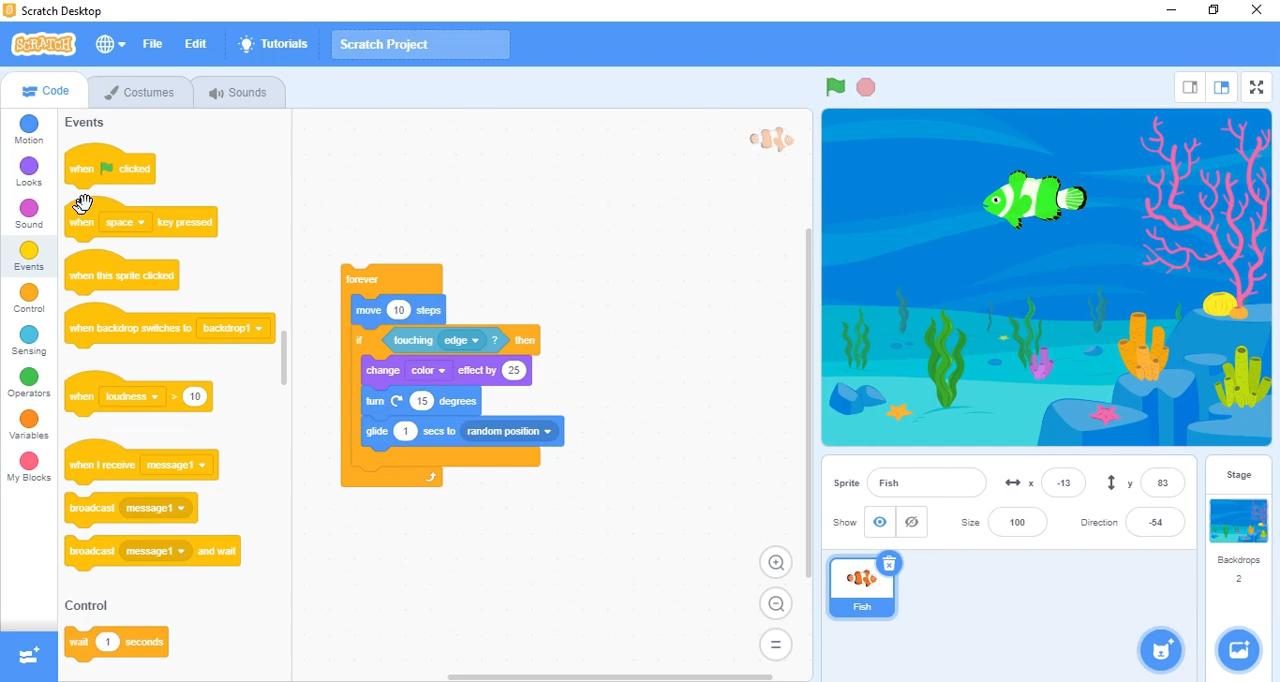 Scratch Desktop
SCRATCH File Edit Tutorials Scratch Project
Code Costumes Sounds
Motion
Looks
Sound
Events
Control
Sensing
Operators
Variables
My Blocks
Events
when clicked
when space key pressed
when this sprite clicked
when backdrop switches to backdrop1
when loudness > 10
when I receive message1
broadcast message1
broadcast message1 and wait
Control
wait 1 seconds
forever
move 10 steps
if touching edge ? then
change color effect by 25
turn 15 degrees
glide 1 secs to random position
Sprite Fish x -13 y 83
Show Size 100 Direction -54
Fish
Stage
Backdrops
2